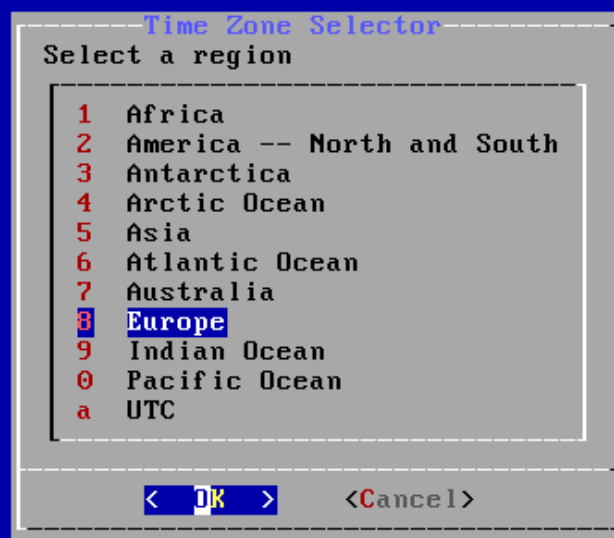 Time Zone Selector
Select a region
1 Africa
2 America -- North and South
3 Antarctica
4 Arctic Ocean
5 Asia
6 Atlantic Ocean
7 Australia
8 Europe
9 Indian Ocean
0 Pacific Ocean
a UTC
< OK > <Cancel>